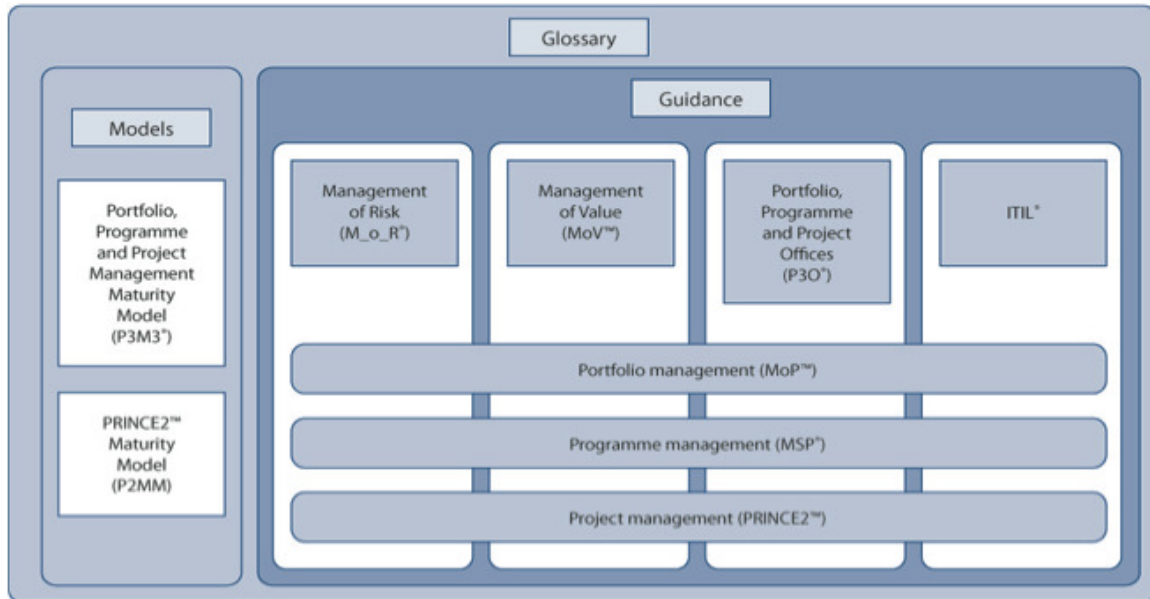 Glossary
Models
Portfolio,
Programme
and Project
Management
Maturity
Model
(P3M3®)
PRINCE2™
Maturity
Model
(P2MM)
Guidance
Management
of Risk
(M_o_R®)
Management
of Value
(MoV™)
Portfolio,
Programme
and Project
Offices
(P3O®)
ITIL®
Portfolio management (MoP™)
Programme management (MSP®)
Project management (PRINCE2™)